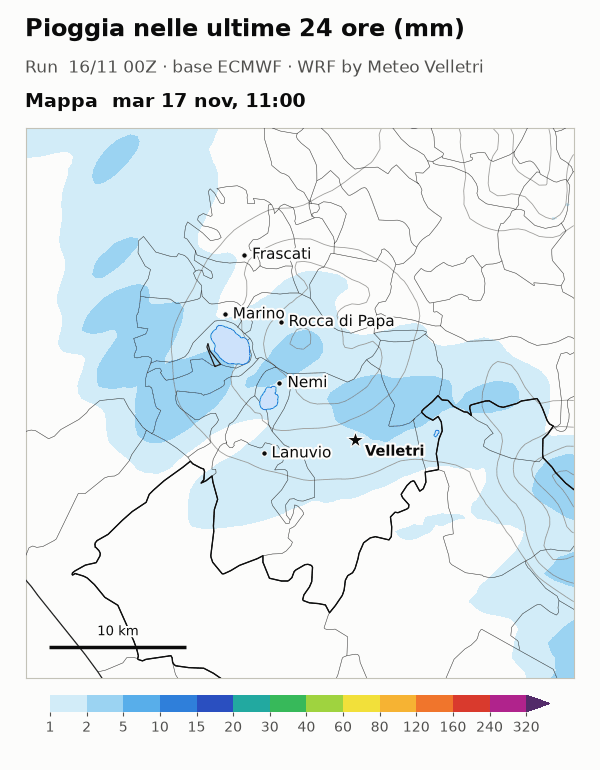 Pioggia nelle ultime 24 ore (mm)
Run  16/11 00Z · base ECMWF · WRF by Meteo Velletri
Mappa  mar 17 nov, 11:00
Frascati
Marino
Rocca di Papa
Nemi
Velletri
Lanuvio
10 km
1 2 5 10 15 20 30 40 60 80 120 160 240 320